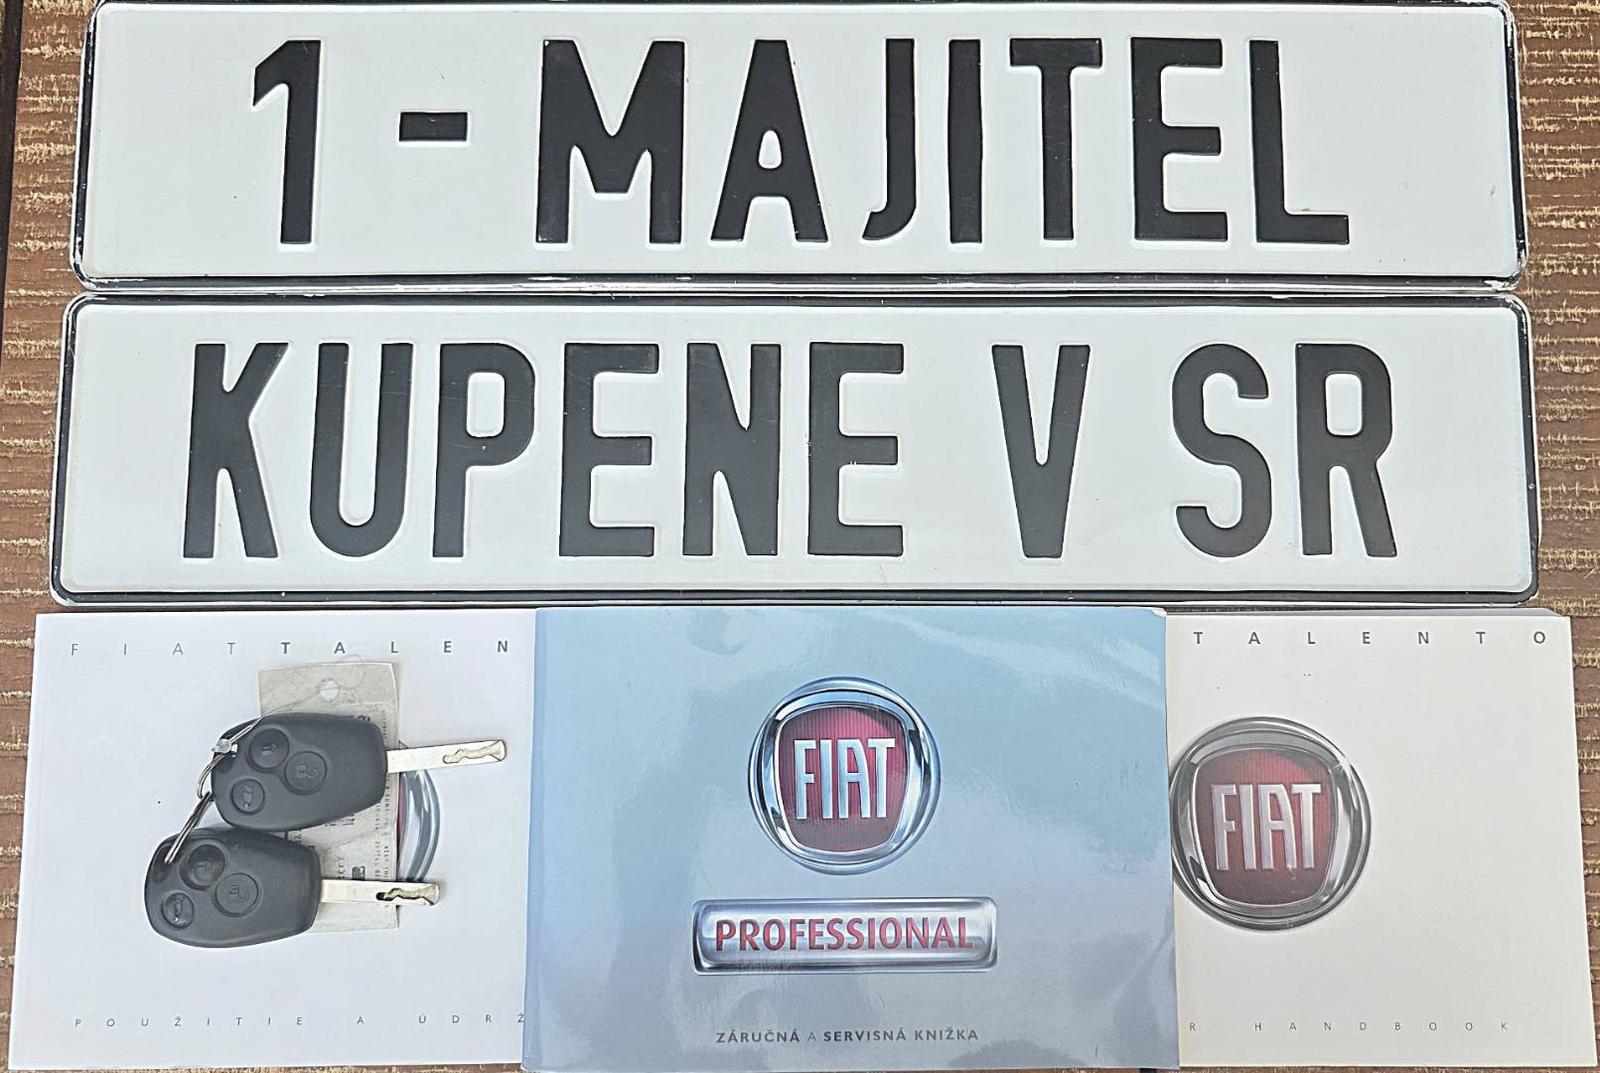 1 - MAJITEL
KUPENE V SR
FIAT TALEN
TALENTO
FIAT
FIAT
PROFESSIONAL
POUŽITIE A ÚDRŽ
ZÁRUČNÁ A SERVISNÁ KNIŽKA
R HANDBOOK